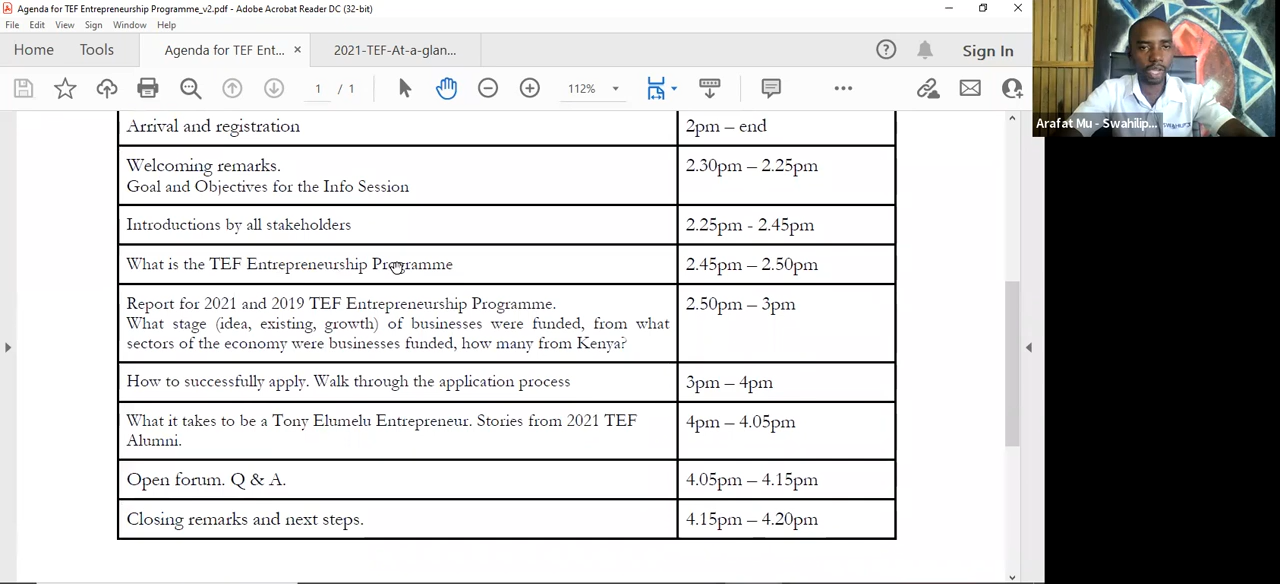 Agenda for TEF Entrepreneurship Programme_v2.pdf - Adobe Acrobat Reader DC (32-bit)
File Edit View Sign Window Help
Home Tools Agenda for TEF Ent... × 2021-TEF-At-a-glan... Sign In
1 / 1 112%
Arrival and registration 2pm – end
Welcoming remarks. 2.30pm – 2.25pm
Goal and Objectives for the Info Session
Introductions by all stakeholders 2.25pm - 2.45pm
What is the TEF Entrepreneurship Programme 2.45pm – 2.50pm
Report for 2021 and 2019 TEF Entrepreneurship Programme. 2.50pm – 3pm
What stage (idea, existing, growth) of businesses were funded, from what
sectors of the economy were businesses funded, how many from Kenya?
How to successfully apply. Walk through the application process 3pm – 4pm
What it takes to be a Tony Elumelu Entrepreneur. Stories from 2021 TEF 4pm – 4.05pm
Alumni.
Open forum. Q & A. 4.05pm – 4.15pm
Closing remarks and next steps. 4.15pm – 4.20pm
Arafat Mu - Swahilip...